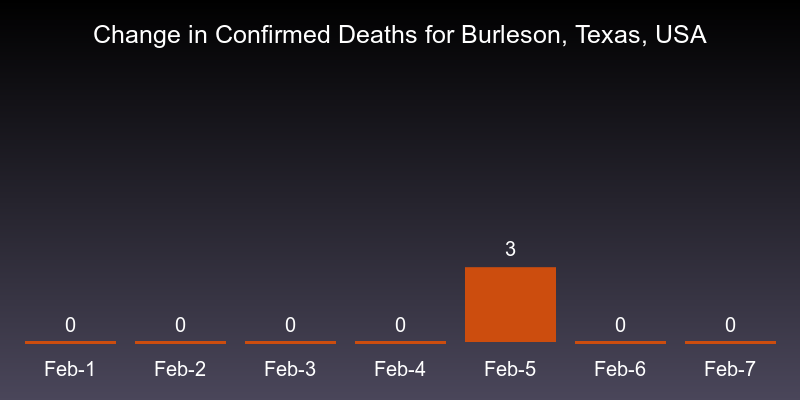 Change in Confirmed Deaths for Burleson, Texas, USA
3
0 0 0 0 0 0
Feb-1 Feb-2 Feb-3 Feb-4 Feb-5 Feb-6 Feb-7